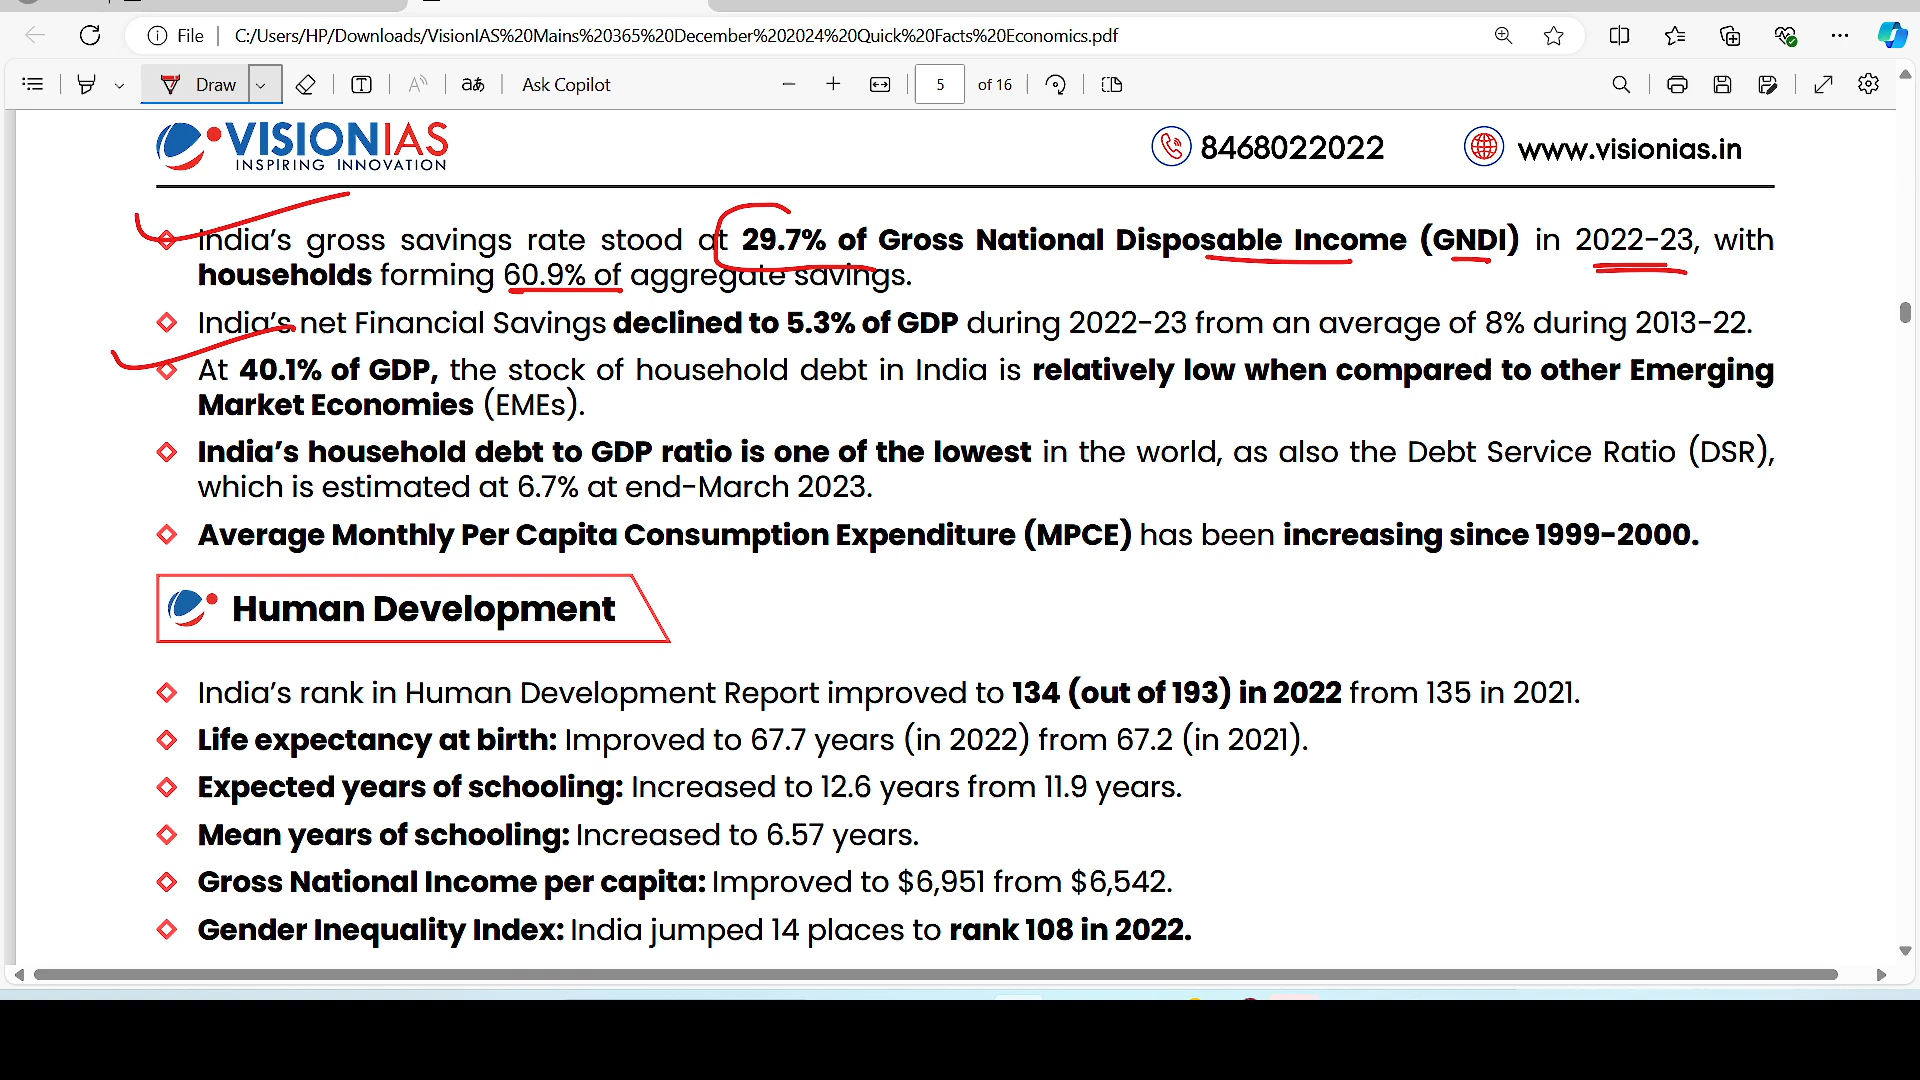 File
C:/Users/HP/Downloads/VisionIAS%20Mains%20365%20December%202024%20Quick%20Facts%20Economics.pdf
Draw
T
A
aあ
Ask Copilot
5
of 16
VISIONIAS
INSPIRING INNOVATION
8468022022
www.visionias.in
India's gross savings rate stood at 29.7% of Gross National Disposable Income (GNDI) in 2022-23, with
households forming 60.9% of aggregate savings.
India's net Financial Savings declined to 5.3% of GDP during 2022-23 from an average of 8% during 2013-22.
At 40.1% of GDP, the stock of household debt in India is relatively low when compared to other Emerging
Market Economies (EMEs).
India's household debt to GDP ratio is one of the lowest in the world, as also the Debt Service Ratio (DSR),
which is estimated at 6.7% at end-March 2023.
Average Monthly Per Capita Consumption Expenditure (MPCE) has been increasing since 1999-2000.
Human Development
India's rank in Human Development Report improved to 134 (out of 193) in 2022 from 135 in 2021.
Life expectancy at birth: Improved to 67.7 years (in 2022) from 67.2 (in 2021).
Expected years of schooling: Increased to 12.6 years from 11.9 years.
Mean years of schooling: Increased to 6.57 years.
Gross National Income per capita: Improved to $6,951 from $6,542.
Gender Inequality Index: India jumped 14 places to rank 108 in 2022.